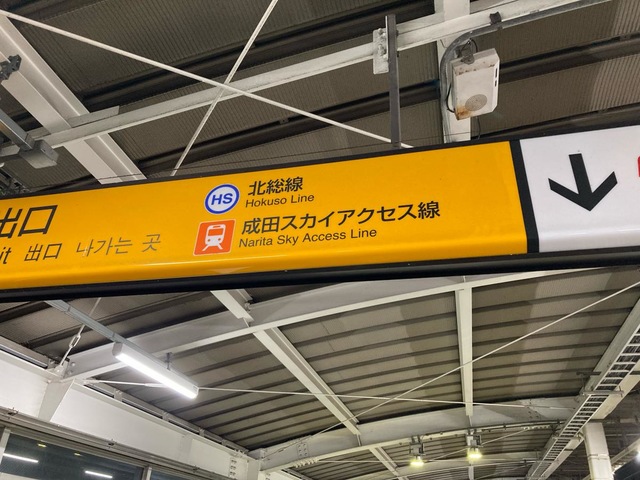 出口
it 出口 나가는 곳
HS 北総線
Hokuso Line
成田スカイアクセス線
Narita Sky Access Line